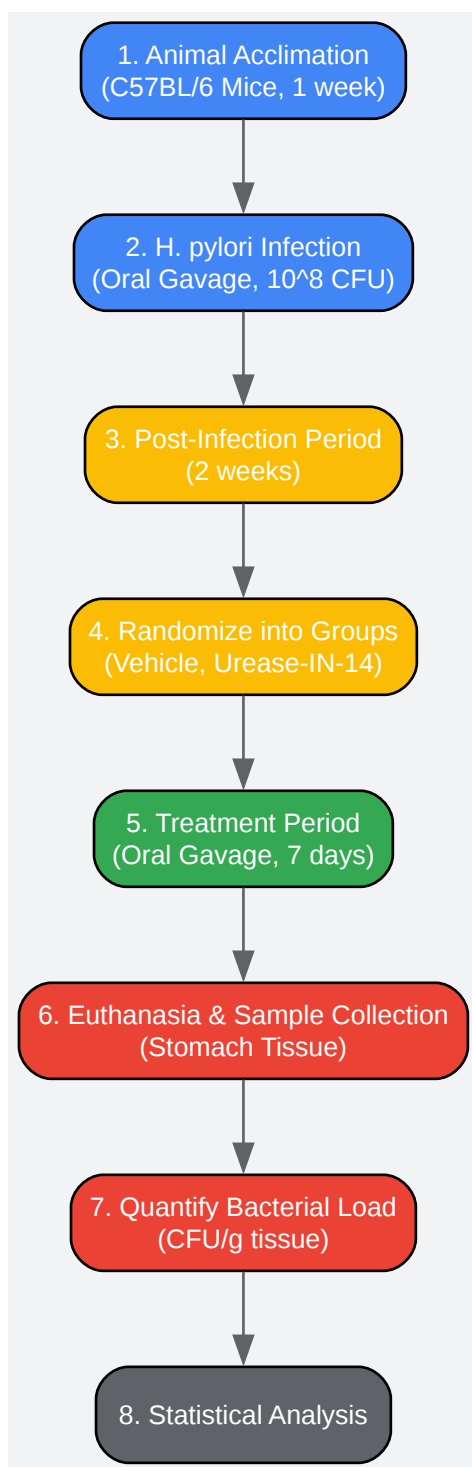 1. Animal Acclimation
(C57BL/6 Mice, 1 week)
2. H. pylori Infection
(Oral Gavage, 10^8 CFU)
3. Post-Infection Period
(2 weeks)
4. Randomize into Groups
(Vehicle, Urease-IN-14)
5. Treatment Period
(Oral Gavage, 7 days)
6. Euthanasia & Sample Collection
(Stomach Tissue)
7. Quantify Bacterial Load
(CFU/g tissue)
8. Statistical Analysis